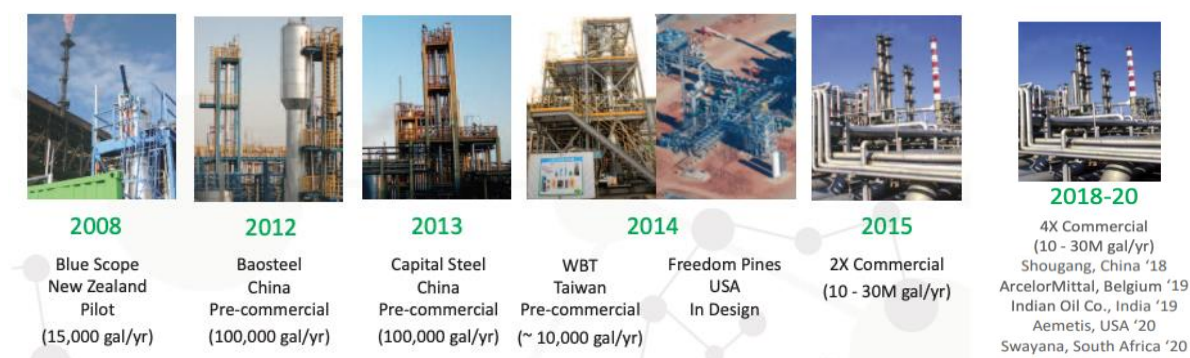 2008
Blue Scope
New Zealand
Pilot
(15,000 gal/yr)
2012
Baosteel
China
Pre-commercial
(100,000 gal/yr)
2013
Capital Steel
China
Pre-commercial
(100,000 gal/yr)
2014
WBT
Taiwan
Pre-commercial
(~ 10,000 gal/yr)
Freedom Pines
USA
In Design
2015
2X Commercial
(10 - 30M gal/yr)
2018-20
4X Commercial
(10 - 30M gal/yr)
Shougang, China ‘18
ArcelorMittal, Belgium ‘19
Indian Oil Co., India ‘19
Aemetis, USA ‘20
Swayana, South Africa ‘20